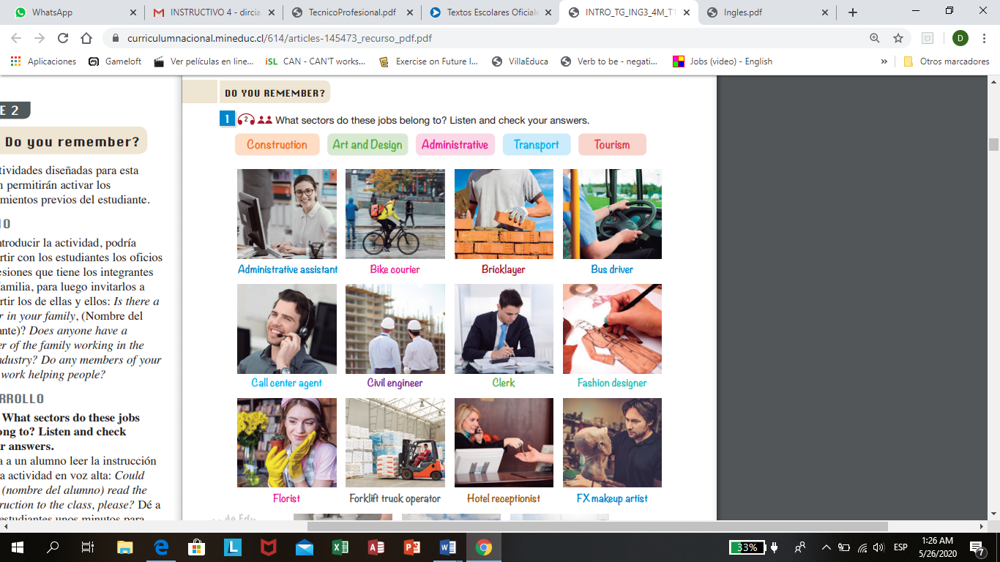 WhatsApp
INSTRUCTIVO 4 - dircia
TecnicoProfesional.pdf
Textos Escolares Oficiale
INTRO_TG_ING3_4M_T1
Ingles.pdf
curriculumnacional.mineduc.cl/614/articles-145473_recurso_pdf.pdf
D
Aplicaciones
Gameloft
Ver películas en line...
iSL CAN - CAN'T works...
Exercise on Future I...
VillaEduca
Verb to be - negati...
Jobs (video) - English
»
Otros marcadores
E 2
Do you remember?
tividades diseñadas para esta
n permitirán activar los
mientos previos del estudiante.
IO
ntroducir la actividad, podría
rtir con los estudiantes los oficios
esiones que tiene los integrantes
familia, para luego invitarlos a
rtir los de ellas y ellos: Is there a
r in your family, (Nombre del
ante)? Does anyone have a
er of the family working in the
ndustry? Do any members of your
work helping people?
RROLLO
What sectors do these jobs
ong to? Listen and check
r answers.
a a un alumno leer la instrucción
a actividad en voz alta: Could
(nombre del alumno) read the
ruction to the class, please? Dé a
estudiantes unos minutos para
DO YOU REMEMBER?
1 2 What sectors do these jobs belong to? Listen and check your answers.
Construction
Art and Design
Administrative
Transport
Tourism
Administrative assistant
Bike courier
Bricklayer
Bus driver
Call center agent
Civil engineer
Clerk
Fashion designer
Florist
Forklift truck operator
Hotel receptionist
FX makeup artist
de Edu
33%
ESP
1:26 AM
5/26/2020
7